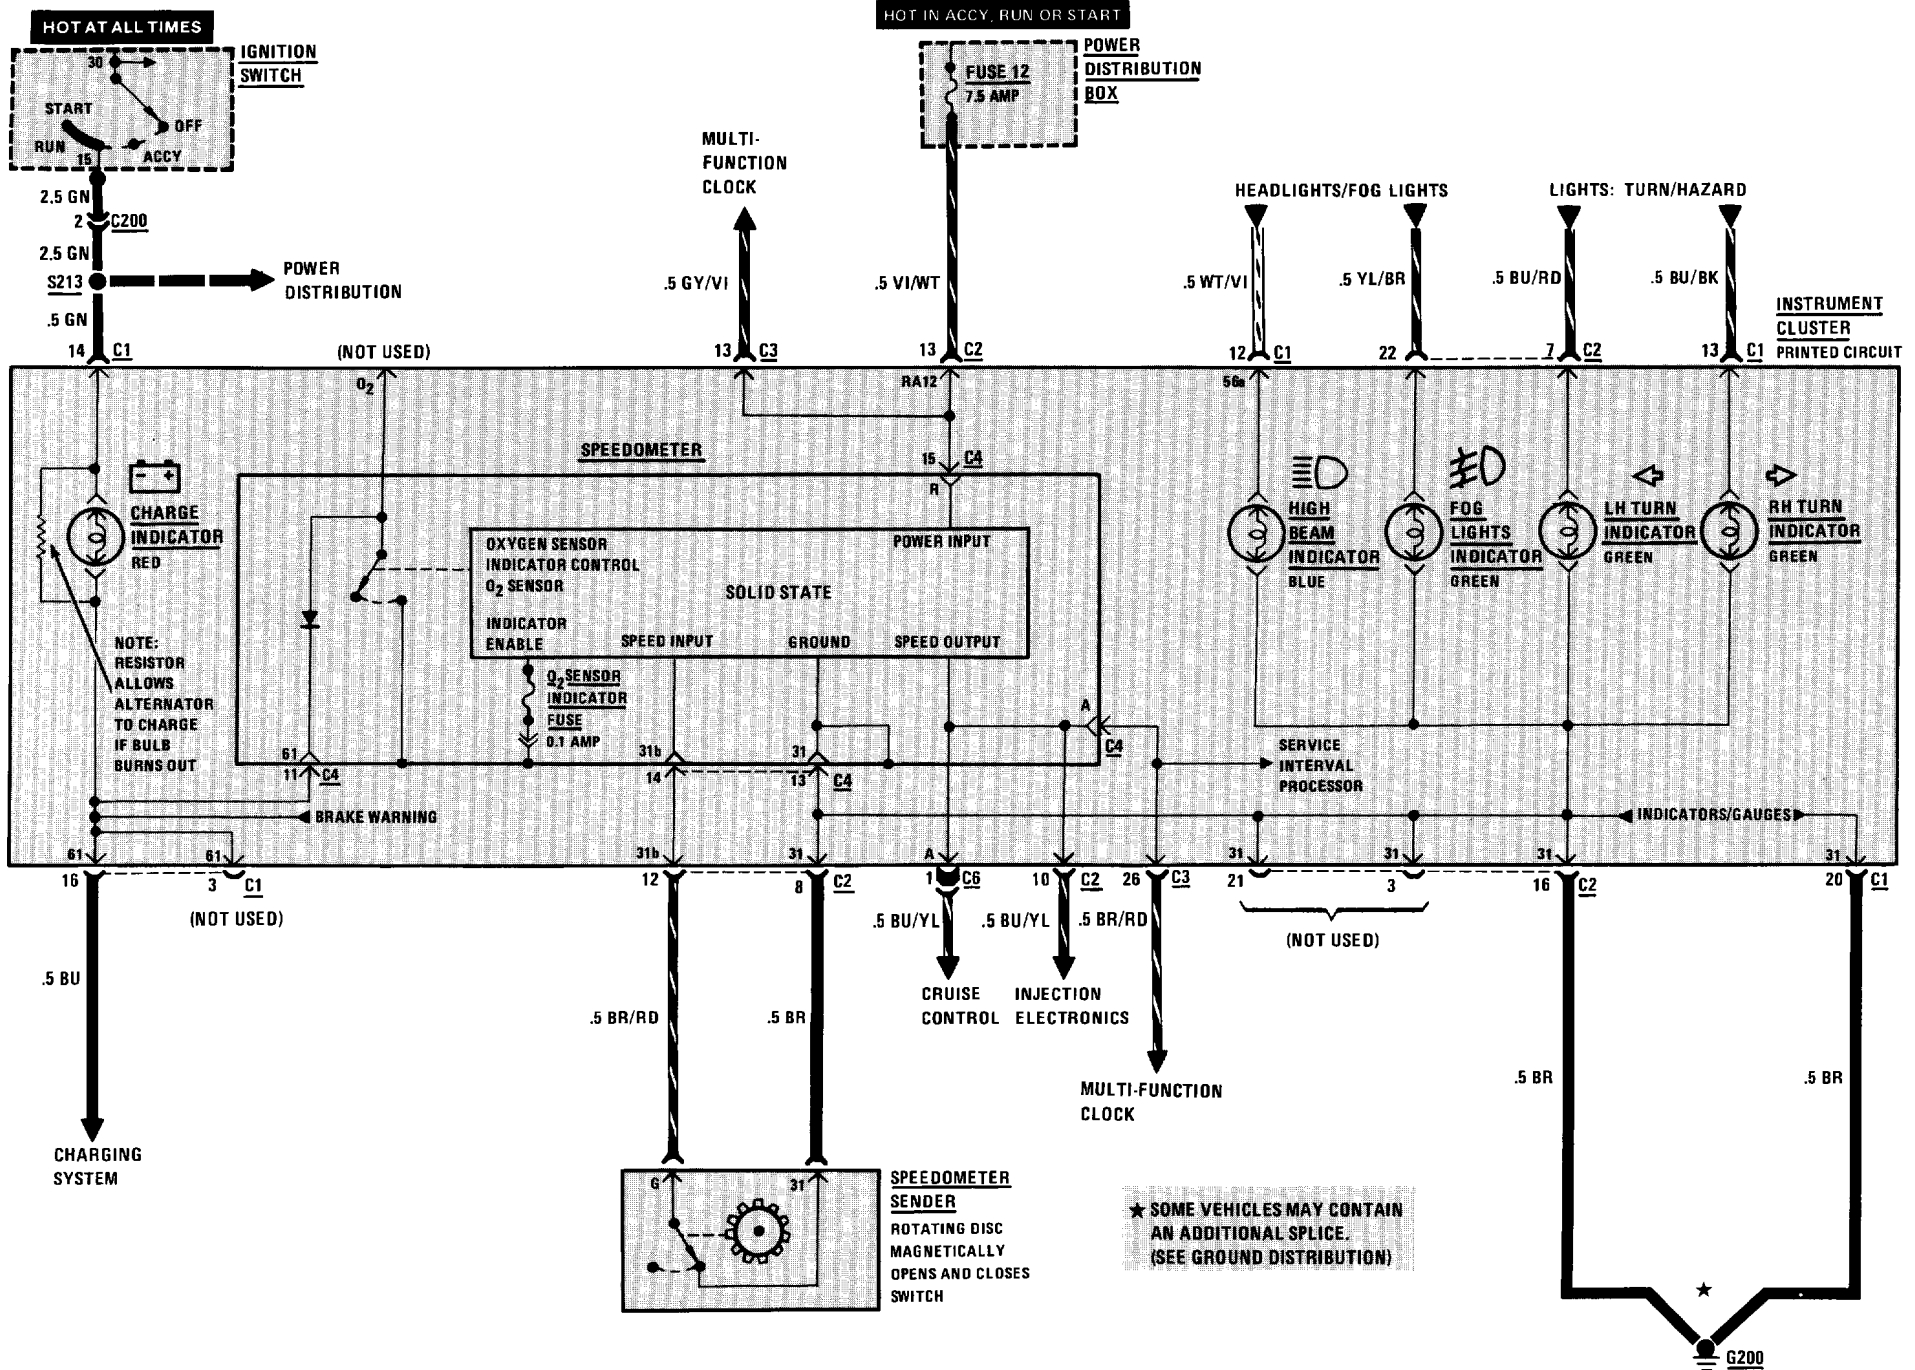 HOT AT ALL TIMES
HOT IN ACCY, RUN OR START
IGNITION
SWITCH
30
START
OFF
RUN
15
ACCY
POWER
DISTRIBUTION
BOX
FUSE 12
7.5 AMP
2.5 GN
2
C200
2.5 GN
S213
POWER
DISTRIBUTION
.5 GN
14
C1
(NOT USED)
MULTI-
FUNCTION
CLOCK
.5 GY/VI
.5 VI/WT
13
C3
13
C2
HEADLIGHTS/FOG LIGHTS
LIGHTS: TURN/HAZARD
.5 WT/VI
.5 YL/BR
.5 BU/RD
.5 BU/BK
12
C1
22
7
C2
13
C1
INSTRUMENT
CLUSTER
PRINTED CIRCUIT
O2
RA12
56a
SPEEDOMETER
15
C4
R
- +
CHARGE
INDICATOR
RED
NOTE:
RESISTOR
ALLOWS
ALTERNATOR
TO CHARGE
IF BULB
BURNS OUT
OXYGEN SENSOR
INDICATOR CONTROL
O2 SENSOR
INDICATOR
ENABLE
POWER INPUT
SOLID STATE
SPEED INPUT
GROUND
SPEED OUTPUT
O2 SENSOR
INDICATOR
FUSE
0.1 AMP
HIGH
BEAM
INDICATOR
BLUE
FOG
LIGHTS
INDICATOR
GREEN
LH TURN
INDICATOR
GREEN
RH TURN
INDICATOR
GREEN
A
C4
61
11
C4
31b
14
31
13
C4
SERVICE
INTERVAL
PROCESSOR
BRAKE WARNING
INDICATORS/GAUGES
61
61
31b
31
A
31
31
31
31
16
3
C1
(NOT USED)
12
8
C2
1
C6
10
C2
26
C3
21
3
16
C2
20
C1
(NOT USED)
.5 BU
.5 BU/YL
.5 BU/YL
.5 BR/RD
CRUISE
CONTROL
INJECTION
ELECTRONICS
.5 BR/RD
.5 BR
MULTI-FUNCTION
CLOCK
.5 BR
.5 BR
CHARGING
SYSTEM
G
31
SPEEDOMETER
SENDER
ROTATING DISC
MAGNETICALLY
OPENS AND CLOSES
SWITCH
★ SOME VEHICLES MAY CONTAIN
AN ADDITIONAL SPLICE.
(SEE GROUND DISTRIBUTION)
★
G200